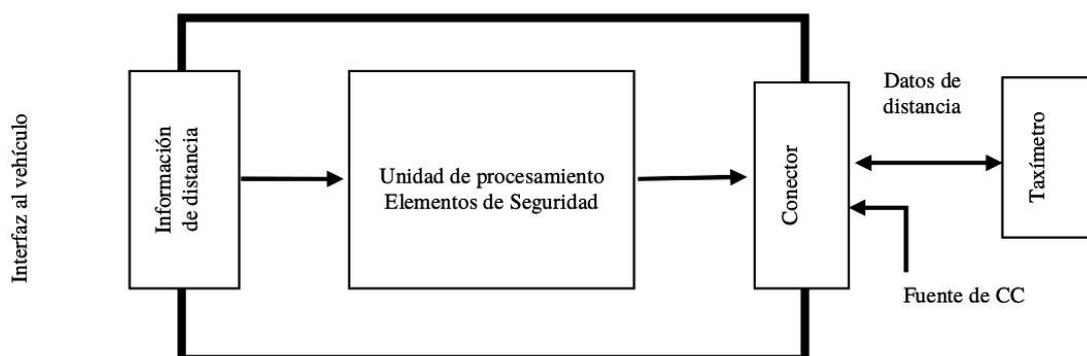 Interfaz al vehículo
Información
de distancia
Unidad de procesamiento
Elementos de Seguridad
Conector
Datos de
distancia
Taxímetro
Fuente de CC